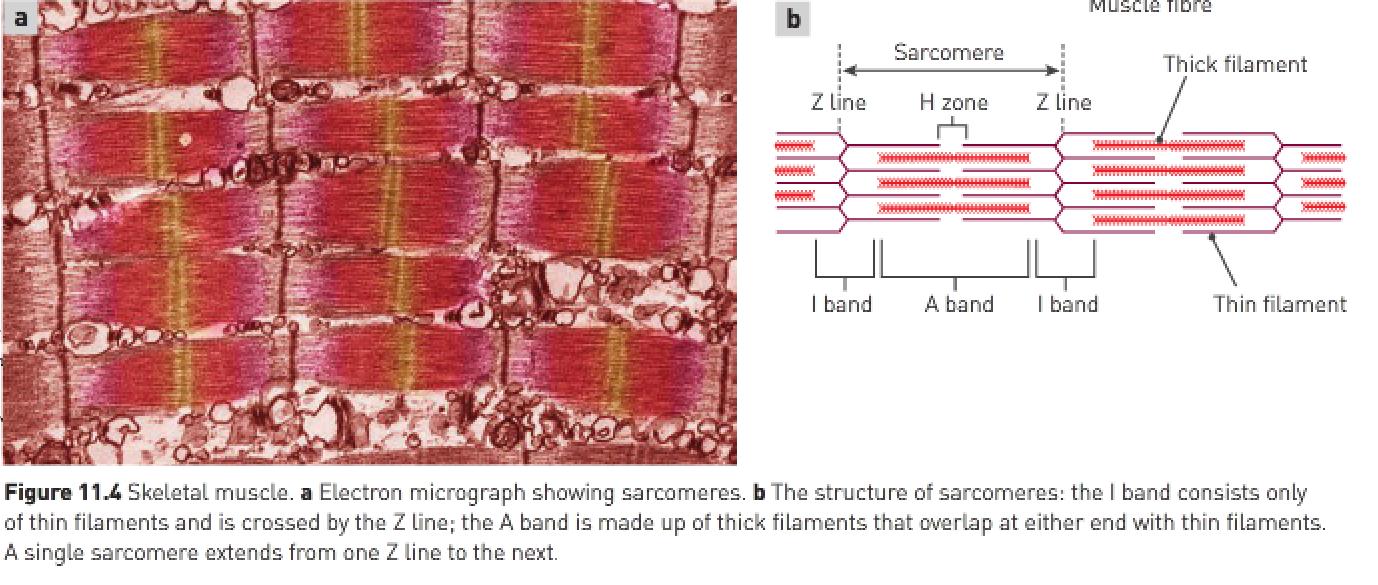 a
b
Muscle fibre
Sarcomere
Thick filament
Z line
H zone
Z line
I band
A band
I band
Thin filament
Figure 11.4 Skeletal muscle. a Electron micrograph showing sarcomeres. b The structure of sarcomeres: the I band consists only
of thin filaments and is crossed by the Z line; the A band is made up of thick filaments that overlap at either end with thin filaments.
A single sarcomere extends from one Z line to the next.